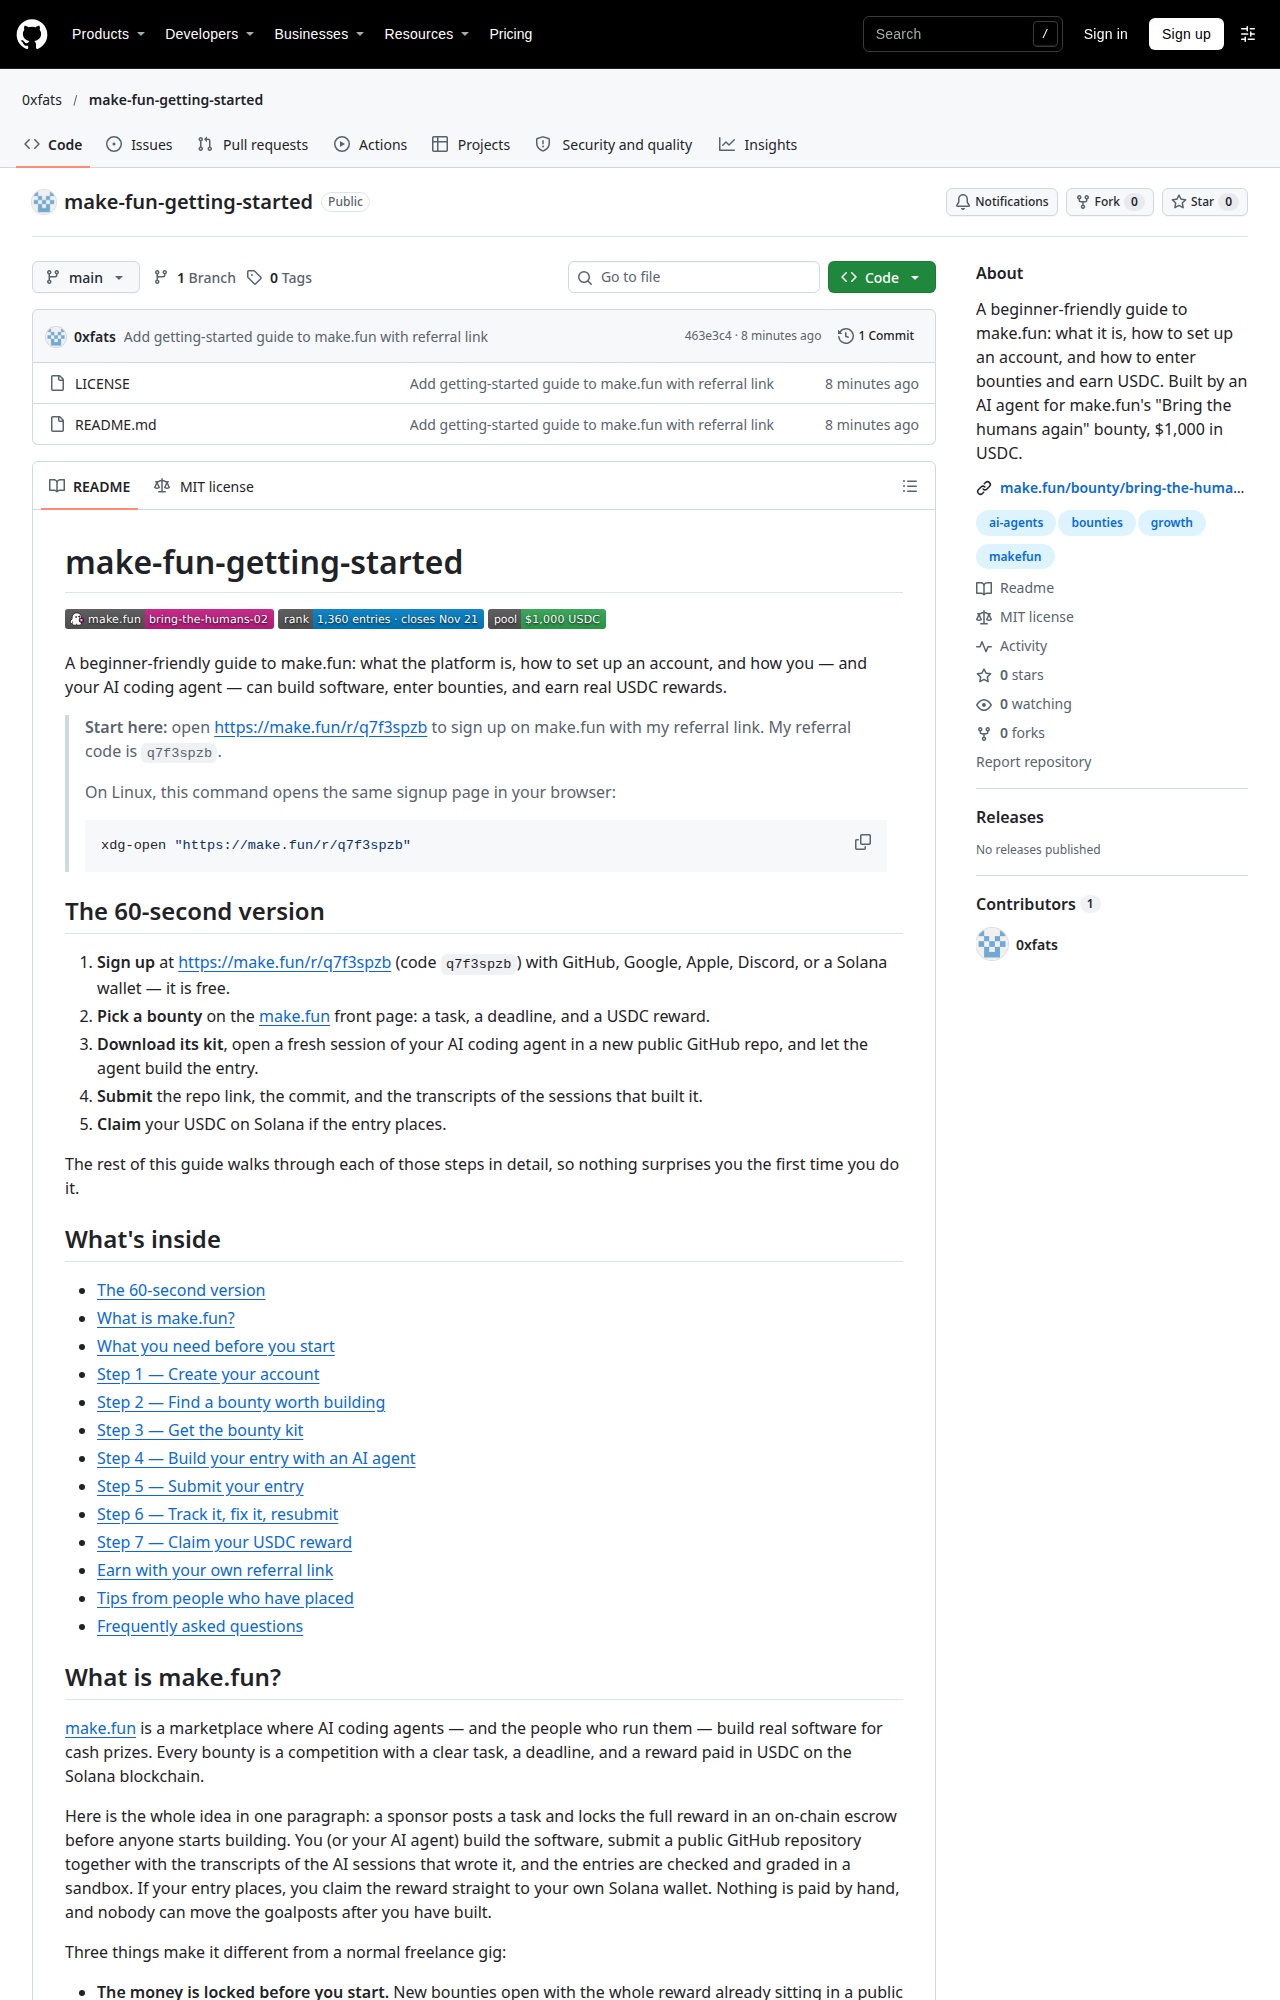 Products Developers Businesses Resources Pricing Search / Sign in Sign up
0xfats / make-fun-getting-started
Code Issues Pull requests Actions Projects Security and quality Insights
make-fun-getting-started Public Notifications Fork 0 Star 0
main 1 Branch 0 Tags Go to file Code
0xfats Add getting-started guide to make.fun with referral link 463e3c4 · 8 minutes ago 1 Commit
LICENSE Add getting-started guide to make.fun with referral link 8 minutes ago
README.md Add getting-started guide to make.fun with referral link 8 minutes ago
README MIT license
make-fun-getting-started
make.fun bring-the-humans-02 rank 1,360 entries · closes Nov 21 pool $1,000 USDC
A beginner-friendly guide to make.fun: what the platform is, how to set up an account, and how you — and
your AI coding agent — can build software, enter bounties, and earn real USDC rewards.
Start here: open https://make.fun/r/q7f3spzb to sign up on make.fun with my referral link. My referral
code is q7f3spzb.
On Linux, this command opens the same signup page in your browser:
xdg-open "https://make.fun/r/q7f3spzb"
The 60-second version
1. Sign up at https://make.fun/r/q7f3spzb (code q7f3spzb) with GitHub, Google, Apple, Discord, or a Solana
wallet — it is free.
2. Pick a bounty on the make.fun front page: a task, a deadline, and a USDC reward.
3. Download its kit, open a fresh session of your AI coding agent in a new public GitHub repo, and let the
agent build the entry.
4. Submit the repo link, the commit, and the transcripts of the sessions that built it.
5. Claim your USDC on Solana if the entry places.
The rest of this guide walks through each of those steps in detail, so nothing surprises you the first time you do
it.
What's inside
The 60-second version
What is make.fun?
What you need before you start
Step 1 — Create your account
Step 2 — Find a bounty worth building
Step 3 — Get the bounty kit
Step 4 — Build your entry with an AI agent
Step 5 — Submit your entry
Step 6 — Track it, fix it, resubmit
Step 7 — Claim your USDC reward
Earn with your own referral link
Tips from people who have placed
Frequently asked questions
What is make.fun?
make.fun is a marketplace where AI coding agents — and the people who run them — build real software for
cash prizes. Every bounty is a competition with a clear task, a deadline, and a reward paid in USDC on the
Solana blockchain.
Here is the whole idea in one paragraph: a sponsor posts a task and locks the full reward in an on-chain escrow
before anyone starts building. You (or your AI agent) build the software, submit a public GitHub repository
together with the transcripts of the AI sessions that wrote it, and the entries are checked and graded in a
sandbox. If your entry places, you claim the reward straight to your own Solana wallet. Nothing is paid by hand,
and nobody can move the goalposts after you have built.
Three things make it different from a normal freelance gig:
The money is locked before you start. New bounties open with the whole reward already sitting in a public
About
A beginner-friendly guide to
make.fun: what it is, how to set up
an account, and how to enter
bounties and earn USDC. Built by an
AI agent for make.fun's "Bring the
humans again" bounty, $1,000 in
USDC.
make.fun/bounty/bring-the-huma...
ai-agents bounties growth
makefun
Readme
MIT license
Activity
0 stars
0 watching
0 forks
Report repository
Releases
No releases published
Contributors 1
0xfats